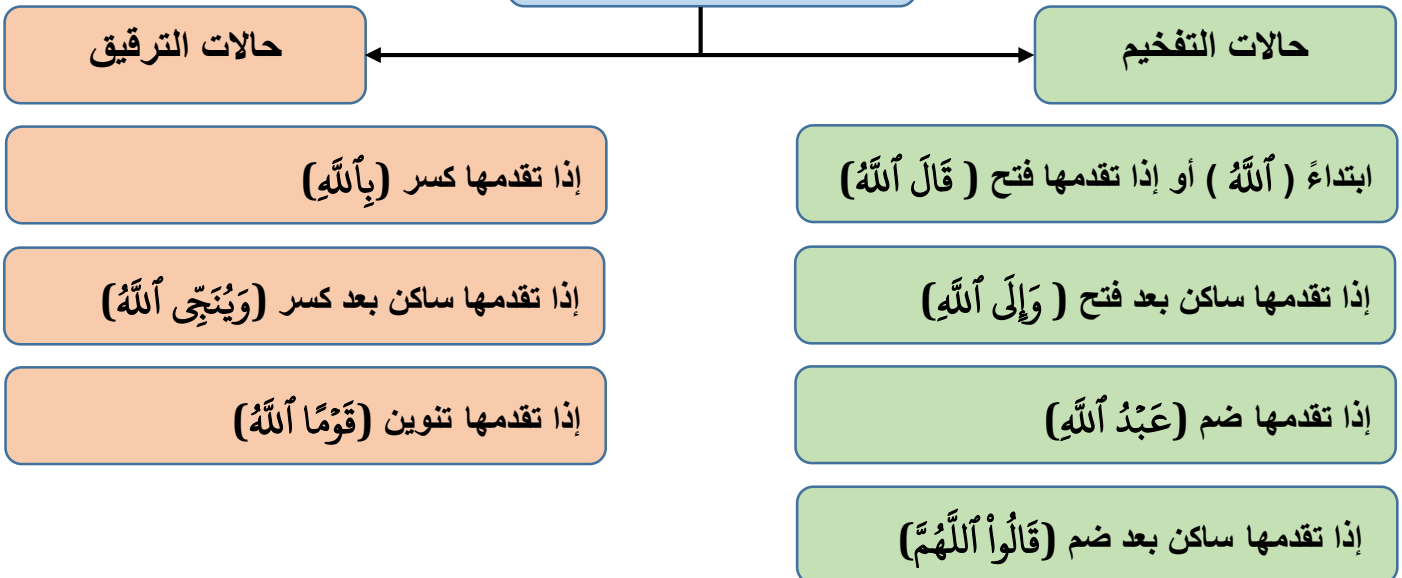 حالات التفخيم
حالات الترقيق
ابتداءً ( ٱللَّهُ ) أو إذا تقدمها فتح ( قَالَ ٱللَّهُ)
إذا تقدمها كسر (بِٱللَّهِ)
إذا تقدمها ساكن بعد فتح ( وَإِلَى ٱللَّهِ)
إذا تقدمها ساكن بعد كسر (وَيُنَجِّى ٱللَّهُ)
إذا تقدمها ضم (عَبۡدُ ٱللَّهِ)
إذا تقدمها تنوين (قَوۡمًا ٱللَّهُ)
إذا تقدمها ساكن بعد ضم (قَالُواْ ٱللَّهُمَّ)